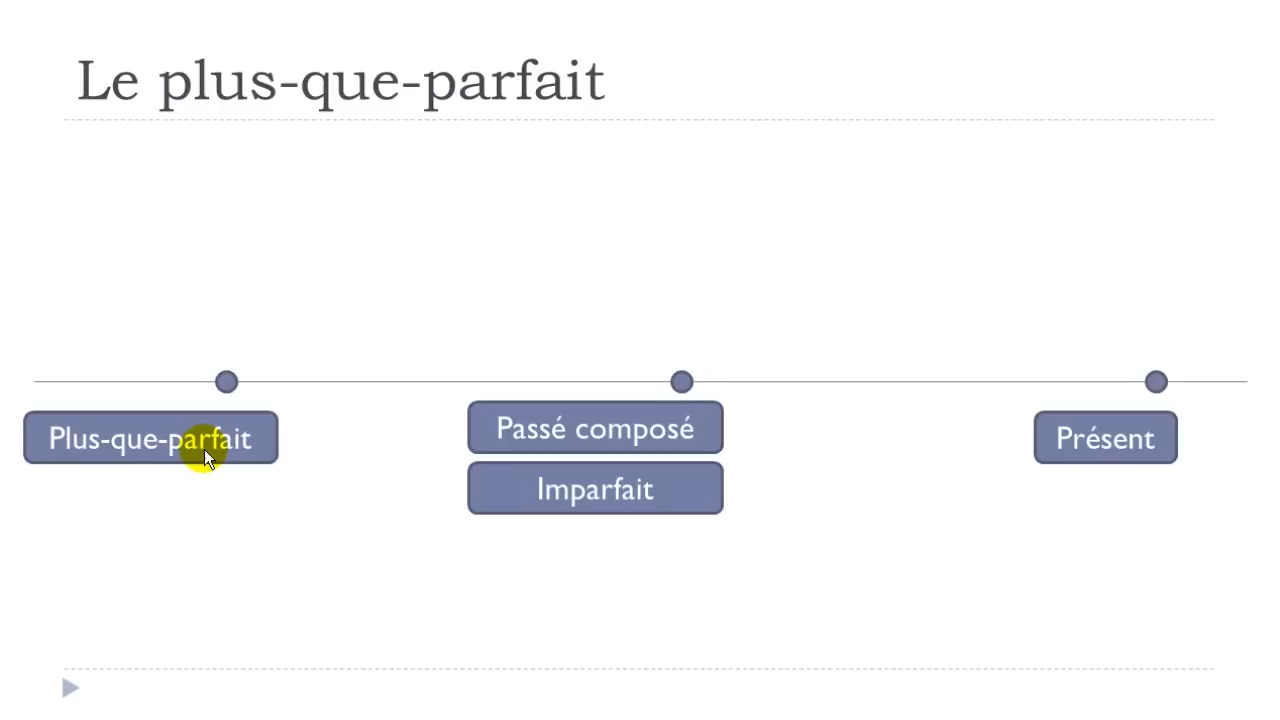 Le plus-que-parfait
Plus-que-parfait
Passé composé
Imparfait
Présent